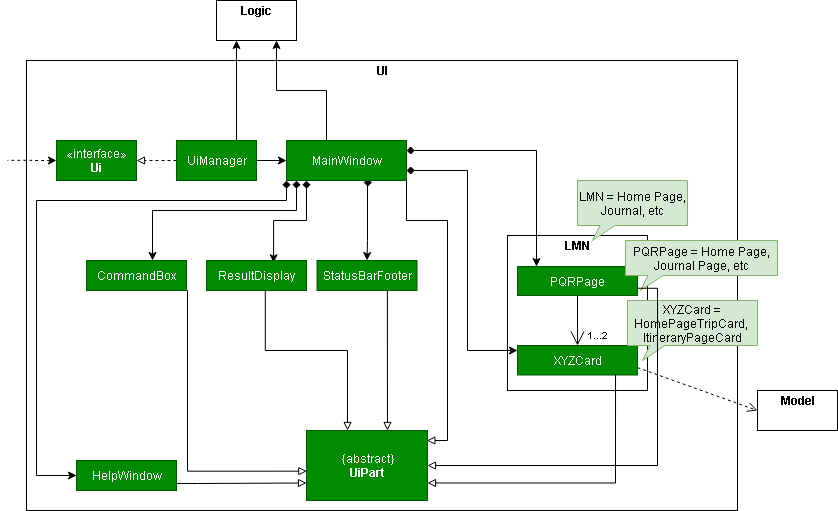 Logic
UI
«interface»
Ui
UiManager
MainWindow
LMN = Home Page,
Journal, etc
LMN
PQRPage = Home Page,
Journal Page, etc
CommandBox
ResultDisplay
StatusBarFooter
PQRPage
XYZCard =
HomePageTripCard,
ItineraryPageCard
1...2
XYZCard
Model
{abstract}
UiPart
HelpWindow